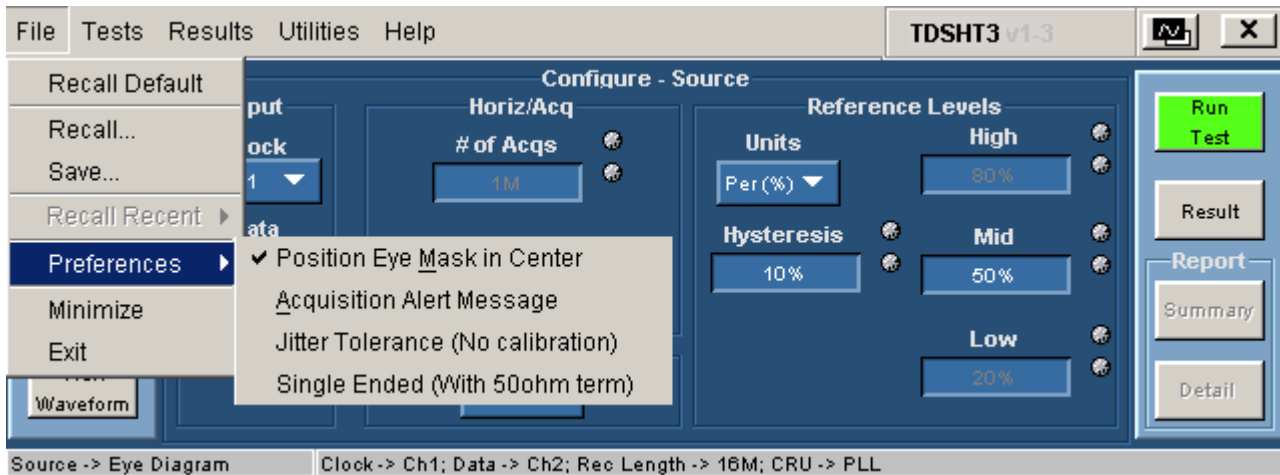 File Tests Results Utilities Help TDSHT3 v1-3
Recall Default
Recall...
Save...
Recall Recent
Preferences
Minimize
Exit
Position Eye Mask in Center
Acquisition Alert Message
Jitter Tolerance (No calibration)
Single Ended (With 50ohm term)
Waveform
Configure - Source
put
ock
1
ata
Horiz/Acq
# of Acqs
1M
Reference Levels
Units
Per(%)
Hysteresis
10%
High
80%
Mid
50%
Low
20%
Run
Test
Result
Report
Summary
Detail
Source -> Eye Diagram Clock-> Ch1; Data -> Ch2; Rec Length -> 16M; CRU -> PLL